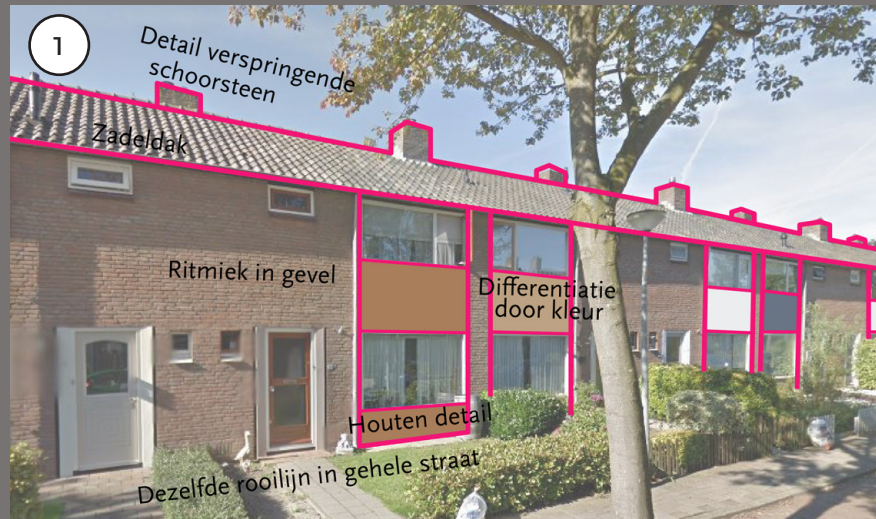 1
Detail verspringende
schoorsteen
Zadeldak
Ritmiek in gevel
Differentiatie
door kleur
Houten detail
Dezelfde rooilijn in gehele straat